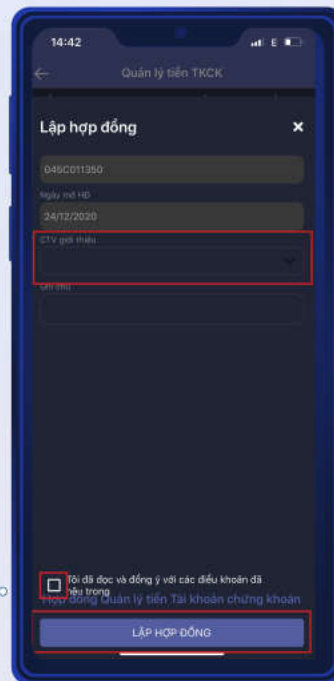 14:42
E
Quản lý tiền TKCK
Lập hợp đồng
×
045C011350
Ngày mở HĐ
24/12/2020
CTV giới thiệu
Ghi chú
Tôi đã đọc và đồng ý với các điều khoản đã
nêu trong
Hợp đồng Quản lý tiền Tài khoản chứng khoán
LẬP HỢP ĐỒNG